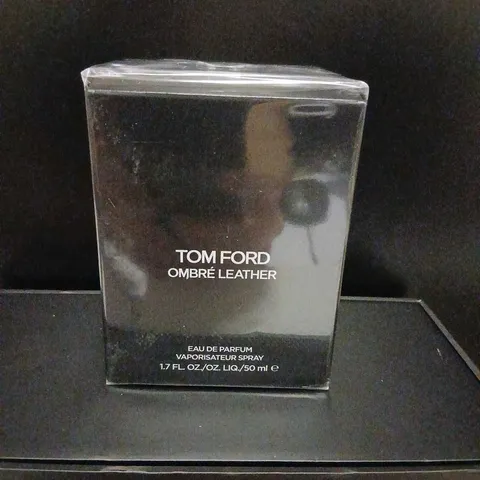 TOM FORD
OMBRÉ LEATHER
EAU DE PARFUM
VAPORISATEUR SPRAY
1.7 FL. OZ./OZ. LIQ./50 ml ℮